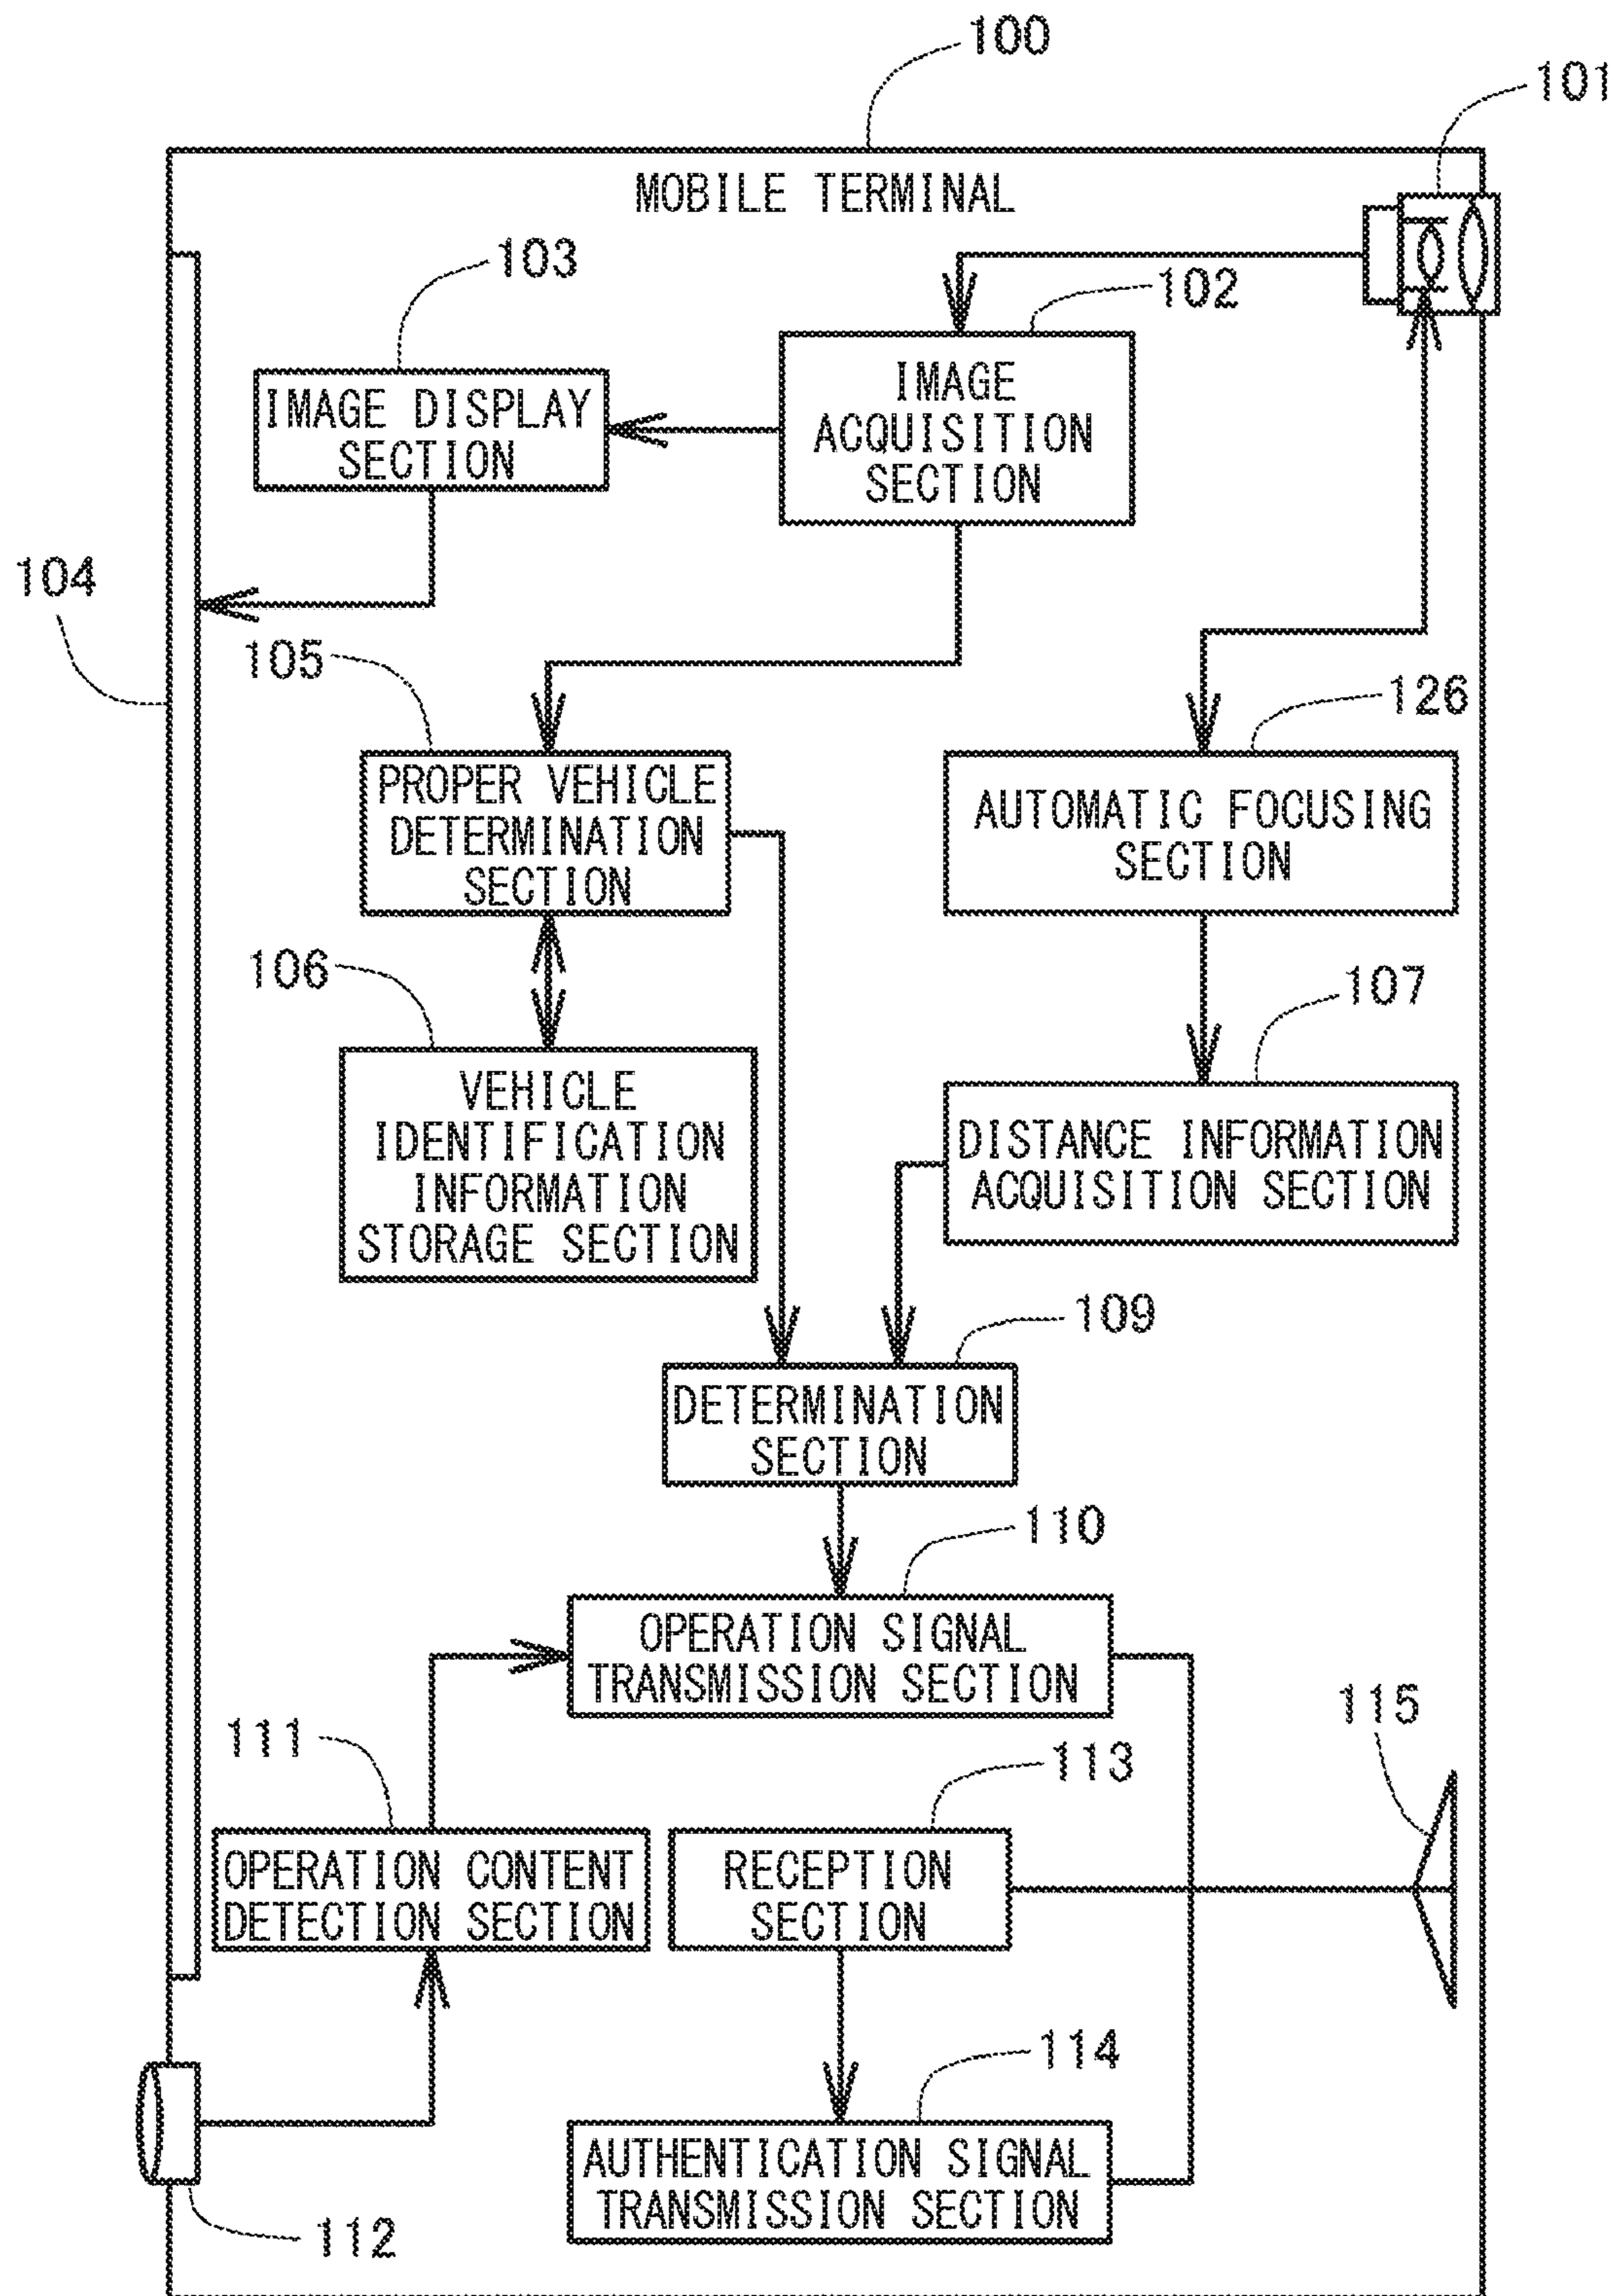 100
101
MOBILE TERMINAL
103
102
IMAGE DISPLAY
SECTION
IMAGE
ACQUISITION
SECTION
104
105
126
PROPER VEHICLE
DETERMINATION
SECTION
AUTOMATIC FOCUSING
SECTION
106
107
VEHICLE
IDENTIFICATION
INFORMATION
STORAGE SECTION
DISTANCE INFORMATION
ACQUISITION SECTION
109
DETERMINATION
SECTION
110
OPERATION SIGNAL
TRANSMISSION SECTION
111
113
115
OPERATION CONTENT
DETECTION SECTION
RECEPTION
SECTION
114
AUTHENTICATION SIGNAL
TRANSMISSION SECTION
112